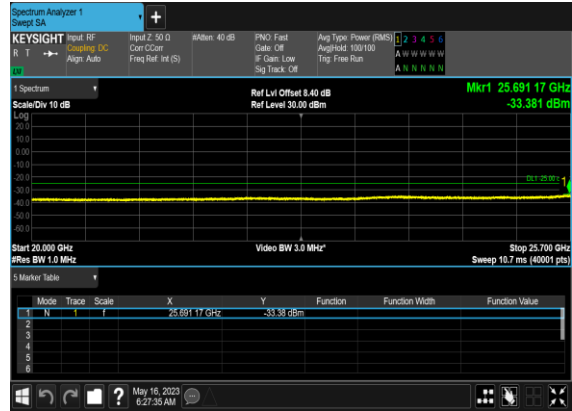 Spectrum Analyzer 1
Swept SA
+
KEYSIGHT Input: RF Input Z: 50 Ω #Atten: 40 dB PNO: Fast Avg Type: Power (RMS) 1 2 3 4 5 6
R T Coupling: DC Corr CCorr Gate: Off Avg|Hold: 100/100 A W W W W W
Align: Auto Freq Ref: Int (S) IF Gain: Low Trig: Free Run
Sig Track: Off A N N N N N
1 Spectrum Ref Lvl Offset 8.40 dB Mkr1 25.691 17 GHz
Scale/Div 10 dB Ref Level 30.00 dBm -33.381 dBm
Log
20.0
10.0
0.00
-10.0
-20.0
DL1 -25.00 1
-30.0
-40.0
-50.0
-60.0
Start 20.000 GHz Video BW 3.0 MHz* Stop 25.700 GHz
#Res BW 1.0 MHz Sweep 10.7 ms (40001 pts)
5 Marker Table
Mode Trace Scale X Y Function Function Width Function Value
1 N 1 f 25.691 17 GHz -33.38 dBm
2
3
4
5
6
? May 16, 2023
6:27:35 AM